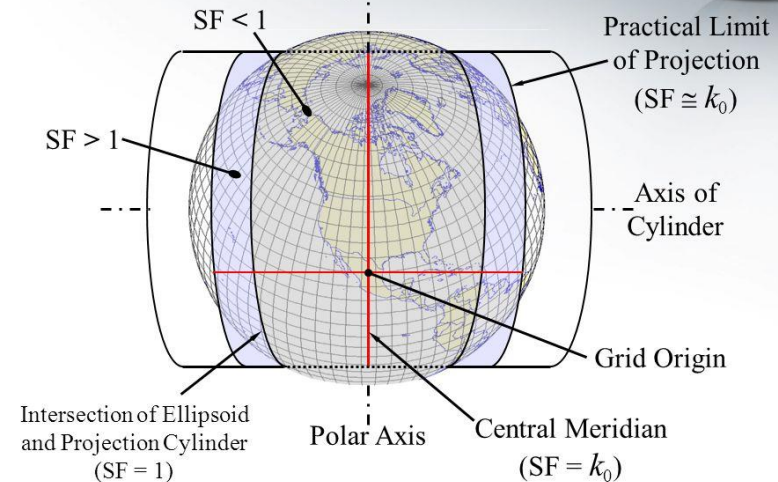 SF < 1
Practical Limit
of Projection
(SF ≅ k₀)
SF > 1
Axis of
Cylinder
Grid Origin
Intersection of Ellipsoid
and Projection Cylinder
(SF = 1)
Polar Axis
Central Meridian
(SF = k₀)